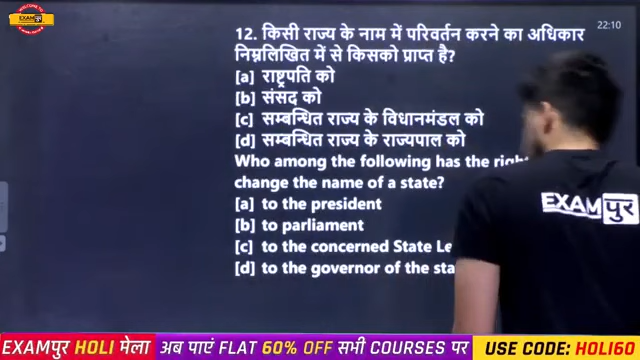 WELCOME TO
EXAMपुर
22:10
12. किसी राज्य के नाम में परिवर्तन करने का अधिकार
निम्नलिखित में से किसको प्राप्त है?
[a] राष्ट्रपति को
[b] संसद को
[c] सम्बन्धित राज्य के विधानमंडल को
[d] सम्बन्धित राज्य के राज्यपाल को
Who among the following has the righ
change the name of a state?
[a] to the president
[b] to parliament
[c] to the concerned State Le
[d] to the governor of the sta
EXAMपुर
EXAMपुर HOLI मेला अब पाएं FLAT 60% OFF सभी COURSES पर USE CODE: HOLI60